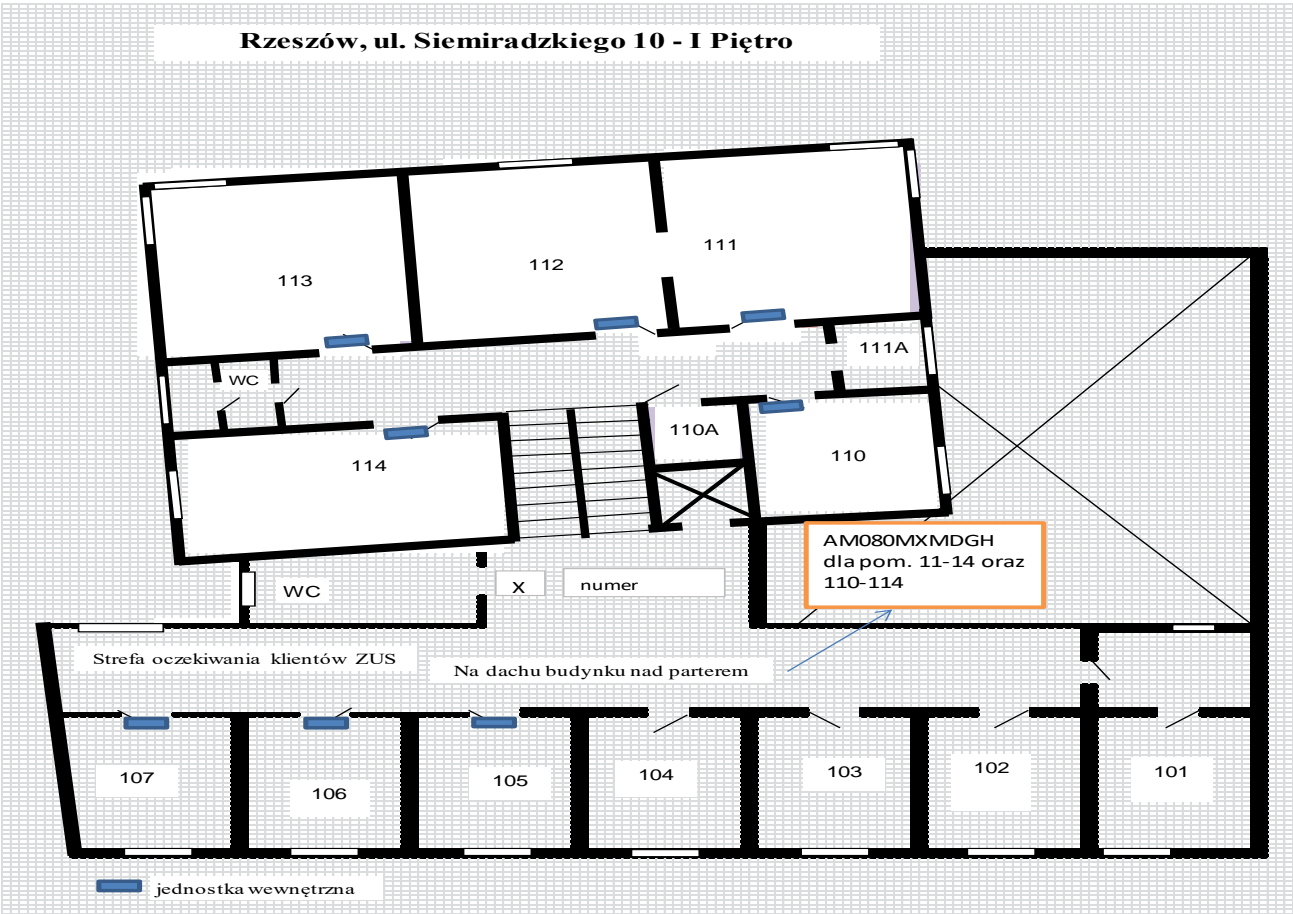 Rzeszów, ul. Siemiradzkiego 10 - I Piętro
111
112
113
111A
WC
110A
110
114
AM080MXMDGH
dla pom. 11-14 oraz
110-114
WC
X
numer
Strefa oczekiwania klientów ZUS
Na dachu budynku nad parterem
107
106
105
104
103
102
101
jednostka wewnętrzna